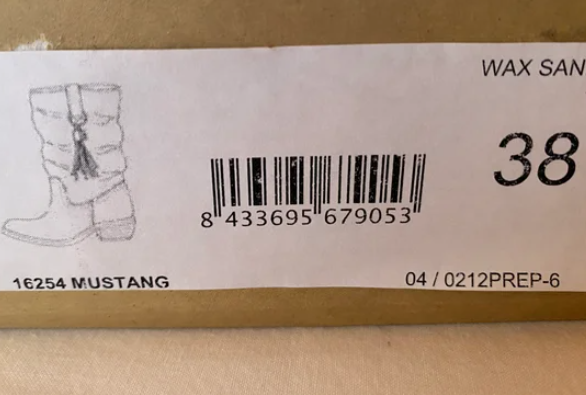 WAX SAN
38
8 433695 679053
16254 MUSTANG
04 / 0212PREP-6